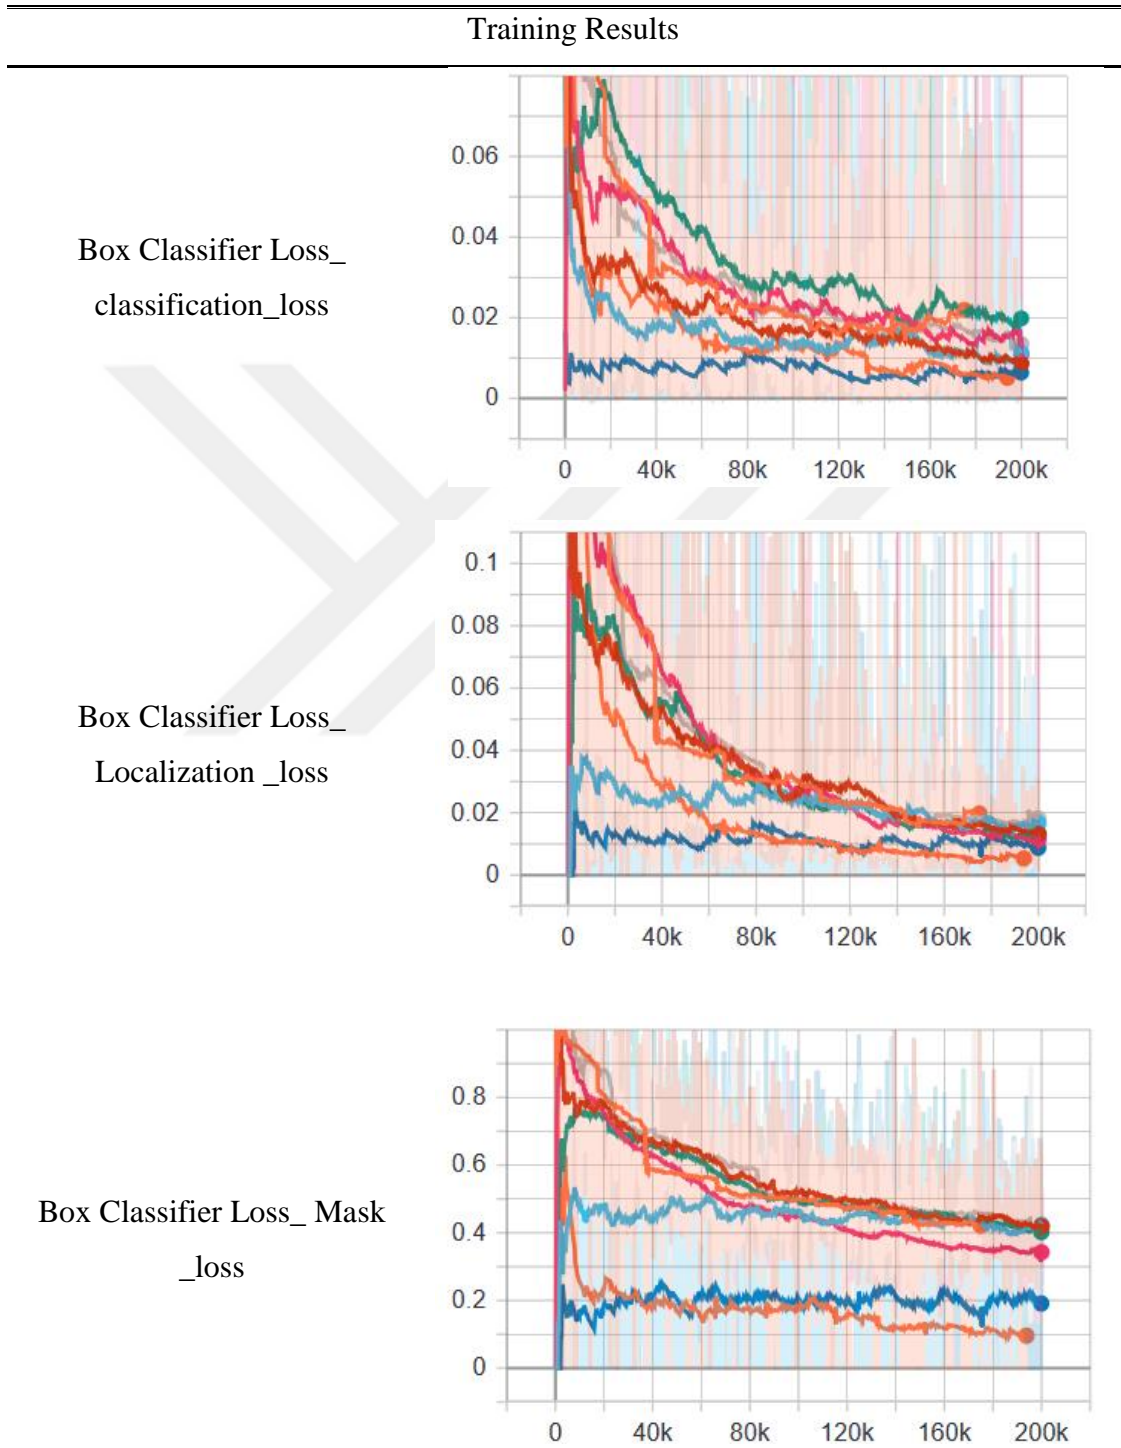 Training Results
Box Classifier Loss_
classification_loss
0.06
0.04
0.02
0
0 40k 80k 120k 160k 200k
Box Classifier Loss_
Localization _loss
0.1
0.08
0.06
0.04
0.02
0
0 40k 80k 120k 160k 200k
Box Classifier Loss_ Mask
_loss
0.8
0.6
0.4
0.2
0
0 40k 80k 120k 160k 200k